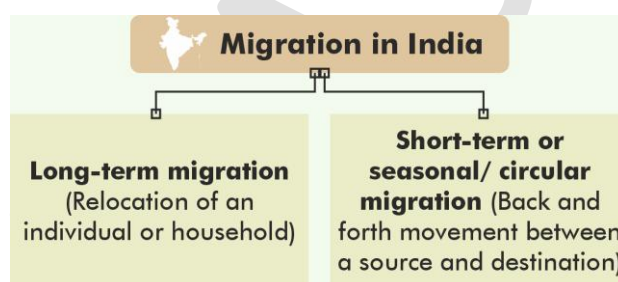 Migration in India
Long-term migration
(Relocation of an
individual or household)
Short-term or
seasonal/ circular
migration (Back and
forth movement between
a source and destination)